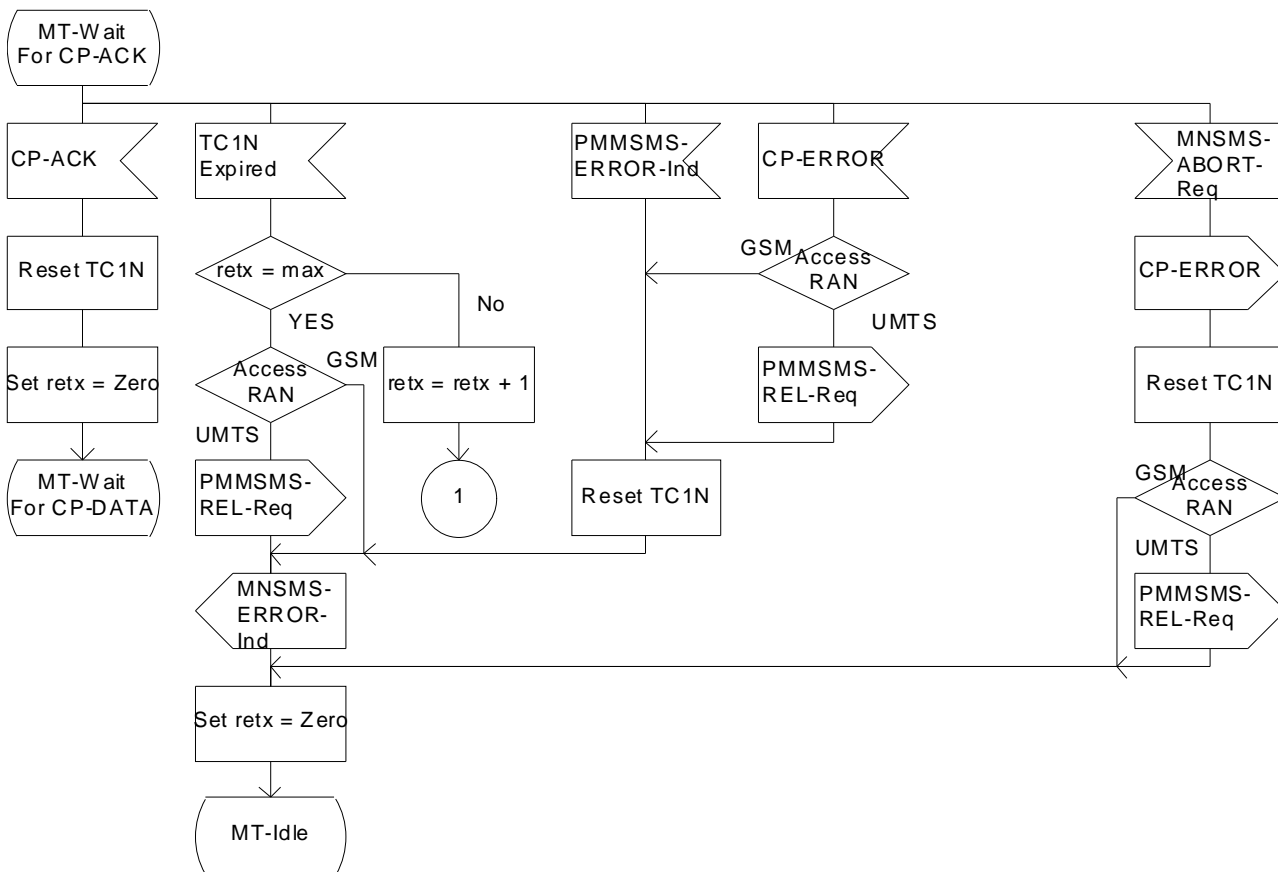 MT-Wait
For CP-ACK
CP-ACK
TC1N
Expired
PMMSMS-
ERROR-Ind
CP-ERROR
MNSMS-
ABORT-
Req
Reset TC1N
retx = max
GSM
Access
RAN
CP-ERROR
No
YES
UMTS
Set retx = Zero
Access
RAN
GSM
retx = retx + 1
PMMSMS-
REL-Req
Reset TC1N
UMTS
MT-Wait
For CP-DATA
PMMSMS-
REL-Req
1
Reset TC1N
GSM
Access
RAN
UMTS
MNSMS-
ERROR-
Ind
PMMSMS-
REL-Req
Set retx = Zero
MT-Idle